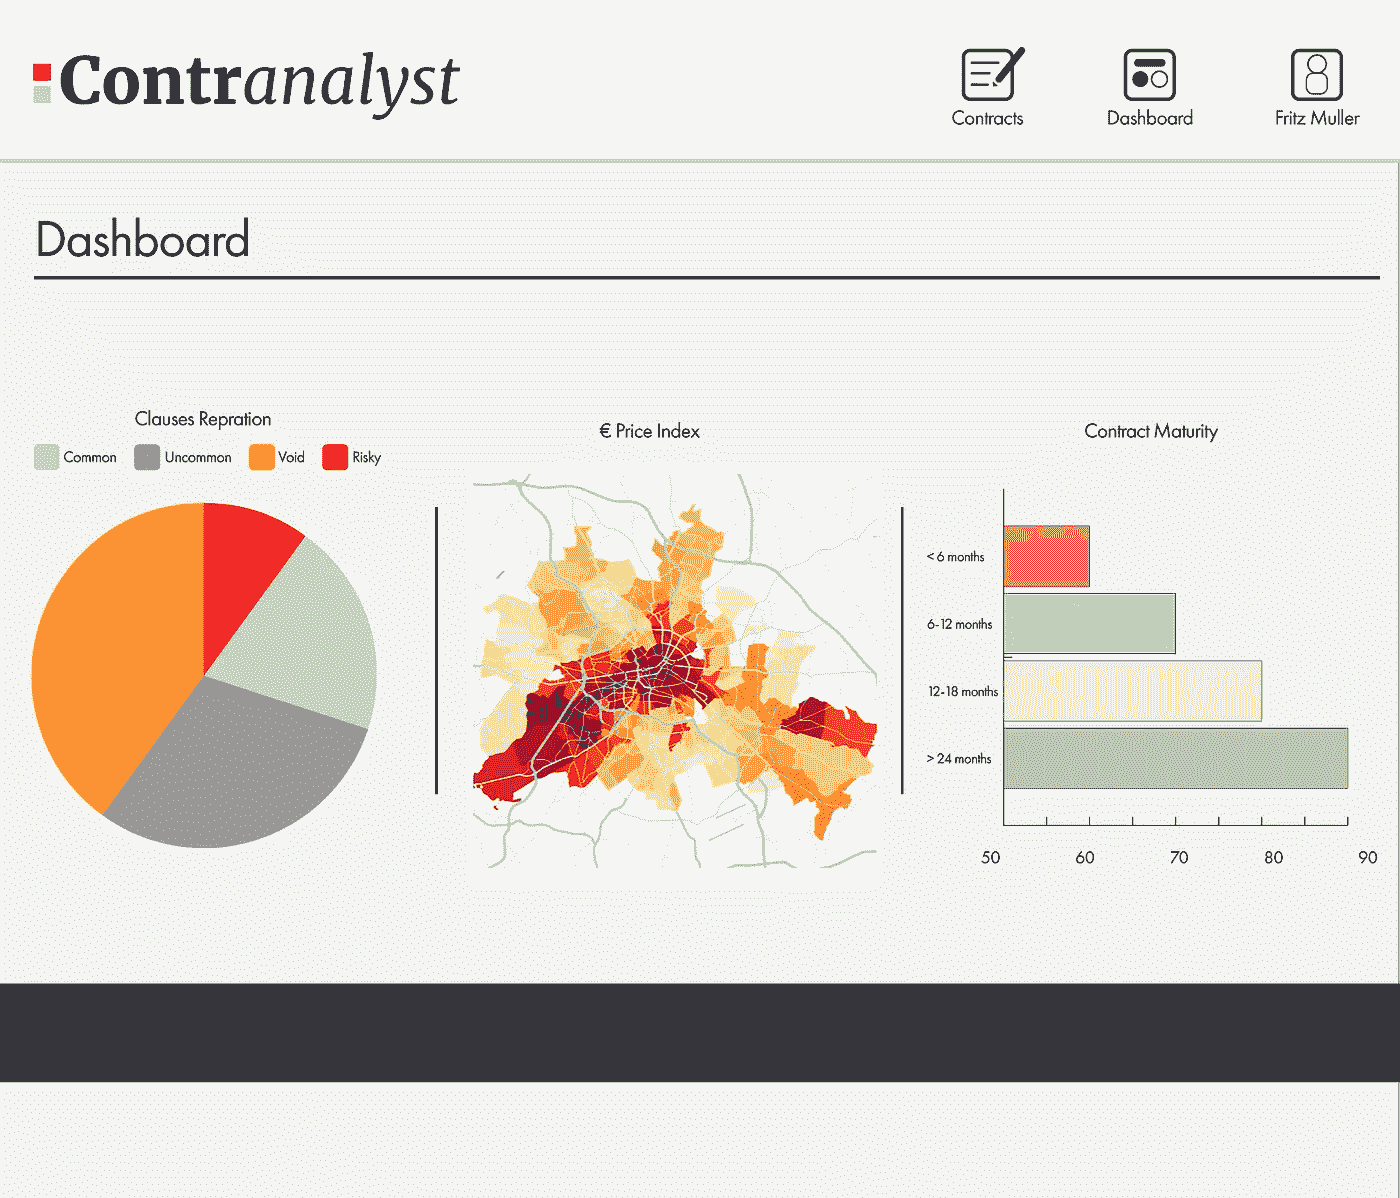 Contranalyst
Contracts
Dashboard
Fritz Muller
Dashboard
Clauses Repration
Common
Uncommon
Void
Risky
€ Price Index
Contract Maturity
< 6 months
6-12 months
12-18 months
> 24 months
50 60 70 80 90